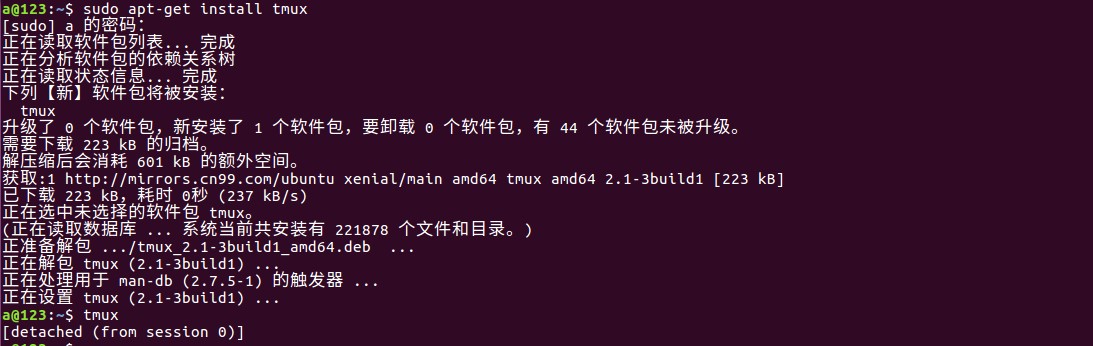 a@123:~$ sudo apt-get install tmux
[sudo] a 的密码：
正在读取软件包列表... 完成
正在分析软件包的依赖关系树
正在读取状态信息... 完成
下列【新】软件包将被安装：
  tmux
升级了 0 个软件包，新安装了 1 个软件包，要卸载 0 个软件包，有 44 个软件包未被升级。
需要下载 223 kB 的归档。
解压缩后会消耗 601 kB 的额外空间。
获取:1 http://mirrors.cn99.com/ubuntu xenial/main amd64 tmux amd64 2.1-3build1 [223 kB]
已下载 223 kB，耗时 0秒 (237 kB/s)
正在选中未选择的软件包 tmux。
(正在读取数据库 ... 系统当前共安装有 221878 个文件和目录。)
正准备解包 .../tmux_2.1-3build1_amd64.deb  ...
正在解包 tmux (2.1-3build1) ...
正在处理用于 man-db (2.7.5-1) 的触发器 ...
正在设置 tmux (2.1-3build1) ...
a@123:~$ tmux
[detached (from session 0)]